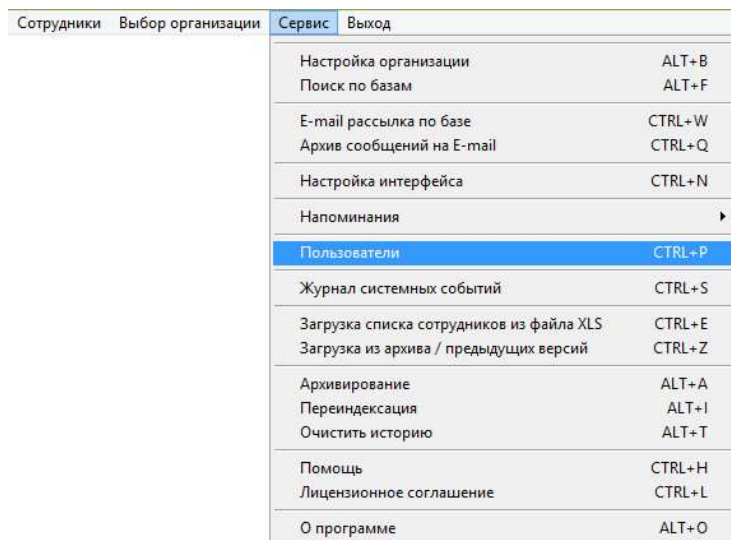 Сотрудники Выбор организации Сервис Выход
Настройка организации ALT+B
Поиск по базам ALT+F
E-mail рассылка по базе CTRL+W
Архив сообщений на E-mail CTRL+Q
Настройка интерфейса CTRL+N
Напоминания
Пользователи CTRL+P
Журнал системных событий CTRL+S
Загрузка списка сотрудников из файла XLS CTRL+E
Загрузка из архива / предыдущих версий CTRL+Z
Архивирование ALT+A
Переиндексация ALT+I
Очистить историю ALT+T
Помощь CTRL+H
Лицензионное соглашение CTRL+L
О программе ALT+O